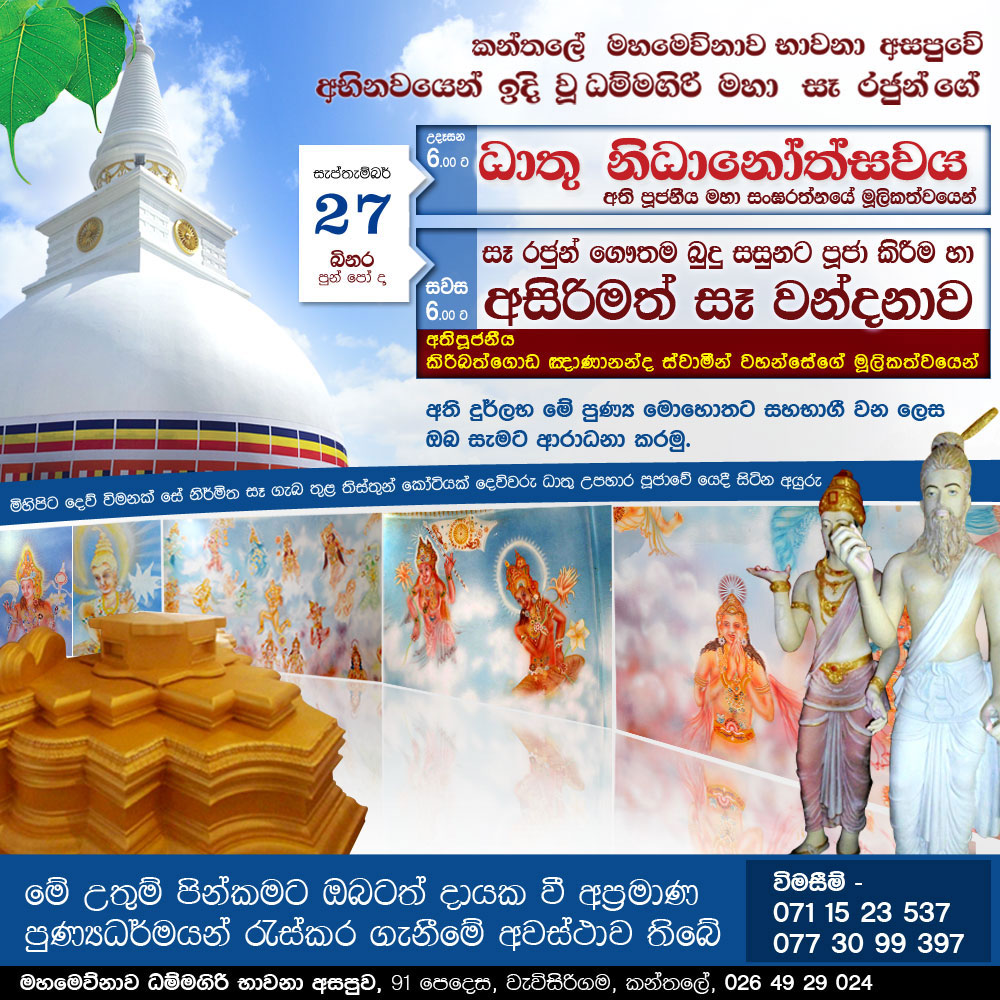 කන්තලේ මහමෙව්නාව භාවනා අසපුවේ
අභිනවයෙන් ඉදි වූ ධම්මගිරි මහා සෑ රජුන් ගේ
සැප්තැම්බර්
27
බිනර
පුන් පෝ දා
උදෑසන
6.00 ට
ධාතු නිධානෝත්සවය
අති පූජනීය මහා සංඝරත්නයේ මූලිකත්වයෙන්
සවස
6.00 ට
සෑ රජුන් ගෞතම බුදු සසුනට පූජා කිරීම හා
අසිරිමත් සෑ වන්දනාව
අතිපූජනීය
කිරිබත්ගොඩ ඤාණානන්ද ස්වාමීන් වහන්සේගේ මූලිකත්වයෙන්
අති දුර්ලභ මේ පුණ්‍ය මොහොතට සහභාගී වන ලෙස
ඔබ සැමට ආරාධනා කරමු.
මිහිපිට දෙව් විමනක් සේ නිර්මිත සෑ ගැබ තුළ තිස්තුන් කෝටියක් දෙව්වරු ධාතු උපහාර පූජාවේ යෙදී සිටින අයුරු
මේ උතුම් පින්කමට ඔබටත් දායක වී අප්‍රමාණ
පුණ්‍යධර්මයන් රැස්කර ගැනීමේ අවස්ථාව තිබේ
විමසීම් -
071 15 23 537
077 30 99 397
මහමෙව්නාව ධම්මගිරි භාවනා අසපුව, 91 පෙදෙස, වැව්සිරිගම, කන්තලේ, 026 49 29 024